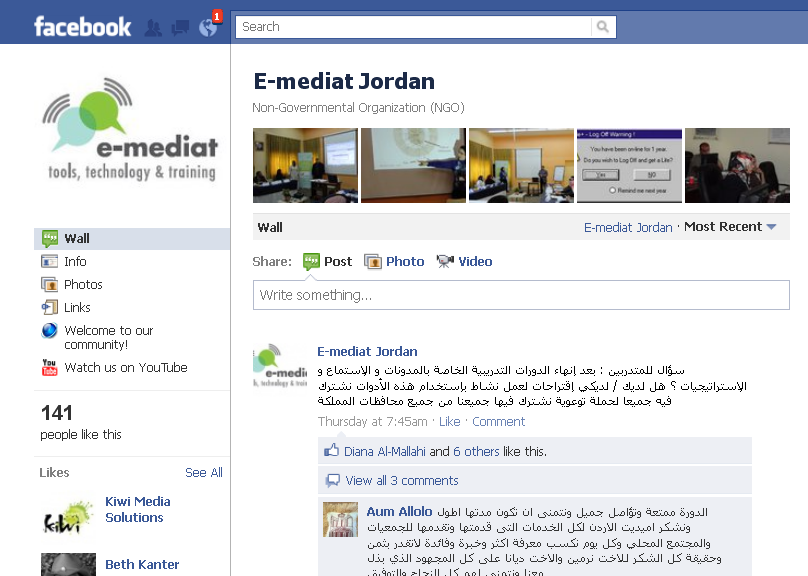 facebook
1
Search
e-mediat
tools, technology & training
E-mediat Jordan
Non-Governmental Organization (NGO)
e+ - Log Off Warning !
You have been on-line for 1 year.
Do you wish to Log Off and get a Life?
Yes
NO
Remind me next year
Wall
Info
Photos
Links
Welcome to our
community!
You Tube
Watch us on YouTube
141
people like this
Likes
See All
kiwi
Kiwi Media
Solutions
Beth Kanter
Wall
E-mediat Jordan · Most Recent
Share:
Post
Photo
Video
Write something...
E-mediat Jordan
سؤال للمتدربين : بعد إنهاء الدورات التدريبية الخاصة بالمدونات و الإستماع و
الإستراتيجيات ؟ هل لديك / لديكي إقتراحات لعمل نشاط بإستخدام هذه الأدوات نشترك
فيه جميعا لحملة توعوية نشترك فيها جميعنا من جميع محافظات المملكة
Thursday at 7:45am · Like · Comment
Diana Al-Mallahi and 6 others like this.
View all 3 comments
Aum Allolo الدورة ممتعة وتؤاصل جميل ونتمنى ان تكون مدتها اطول
ونشكر اميديت الاردن لكل الخدمات التى قدمتها وتقدمها للجمعيات
والمجتمع المحلي وكل يوم نكسب معرفة اكثر وخبرة وفائدة لاتقدر بثمن
وحقيقة كل الشكر للاخت نرمين والاخت ديانا على كل المجهود الذي بذل
معنا ونتمنى لهم كل النجاح والتوفيق